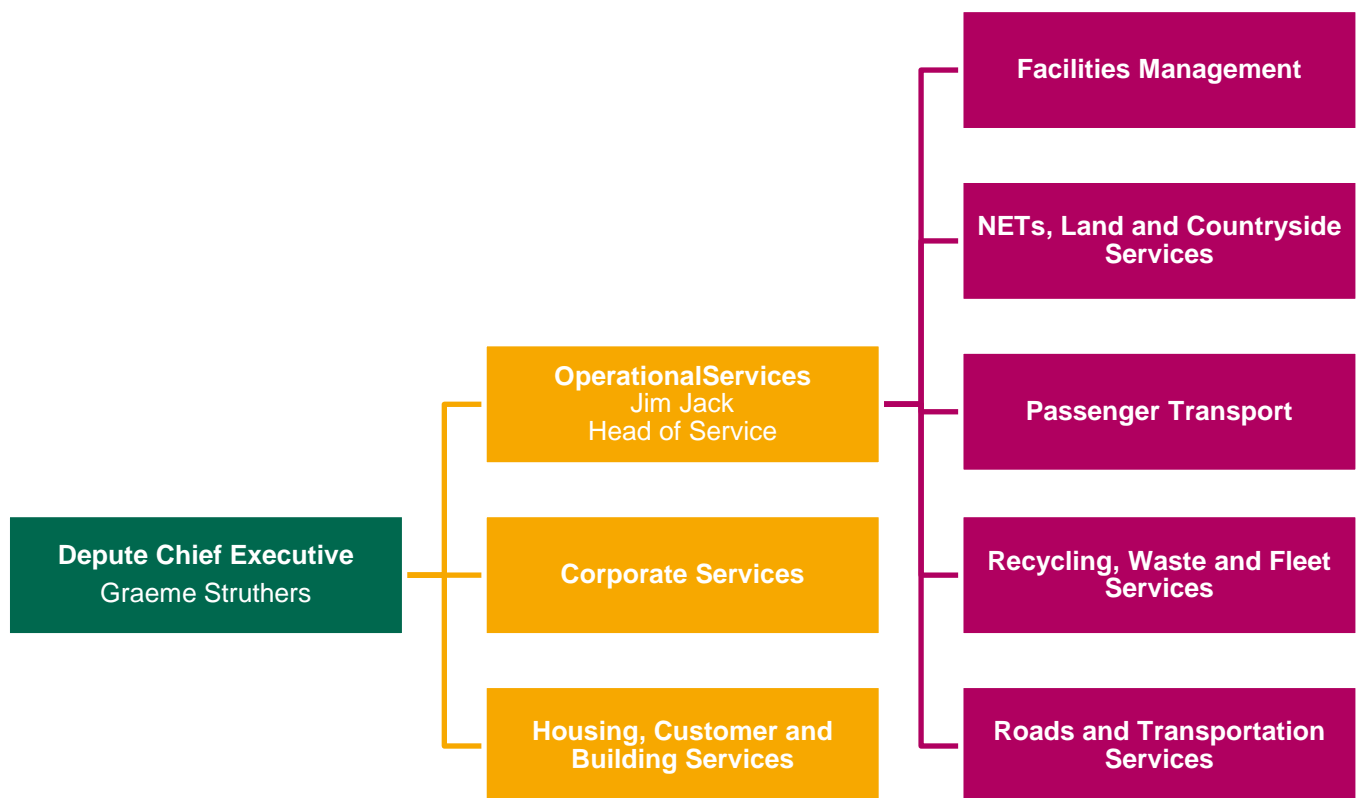 Depute Chief Executive
Graeme Struthers
OperationalServices
Jim Jack
Head of Service
Corporate Services
Housing, Customer and
Building Services
Facilities Management
NETs, Land and Countryside
Services
Passenger Transport
Recycling, Waste and Fleet
Services
Roads and Transportation
Services